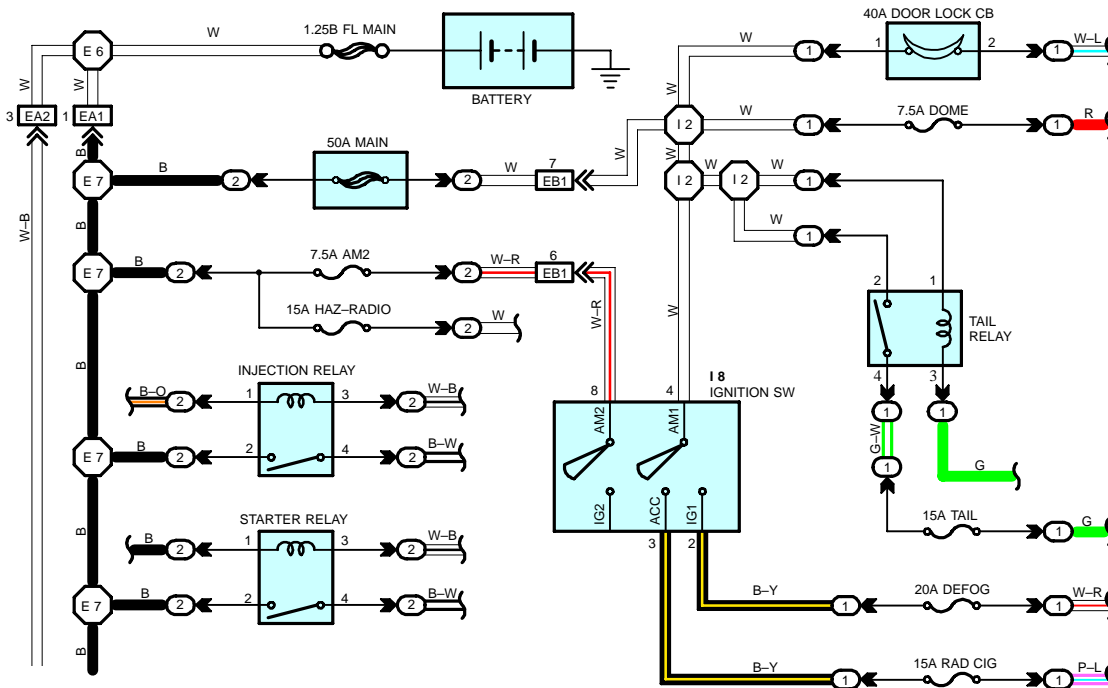 E 6
W
1.25B FL MAIN
BATTERY
W
W
3 EA2
1 EA1
B
W–B
40A DOOR LOCK CB
W
1
1
2
1
W–L
W
I 2
W
1
7.5A DOME
1
R
E 7
B
2
50A MAIN
2
W
7
EB1
W
W
I 2
W
I 2
W
1
W
1
B
E 7
B
2
7.5A AM2
2
W–R
6
EB1
W–R
15A HAZ–RADIO
2
W
W
2
1
TAIL
RELAY
4
3
1
1
G–W
1
G
B
INJECTION RELAY
B–O
2
1
3
2
W–B
E 7
B
2
2
4
2
B–W
I 8
IGNITION SW
8
4
AM2
AM1
IG2
ACC
IG1
3
2
15A TAIL
1
G
B
STARTER RELAY
B
2
1
3
2
W–B
E 7
B
2
2
4
2
B–W
B
B–Y
1
20A DEFOG
1
W–R
B–Y
1
15A RAD CIG
1
P–L